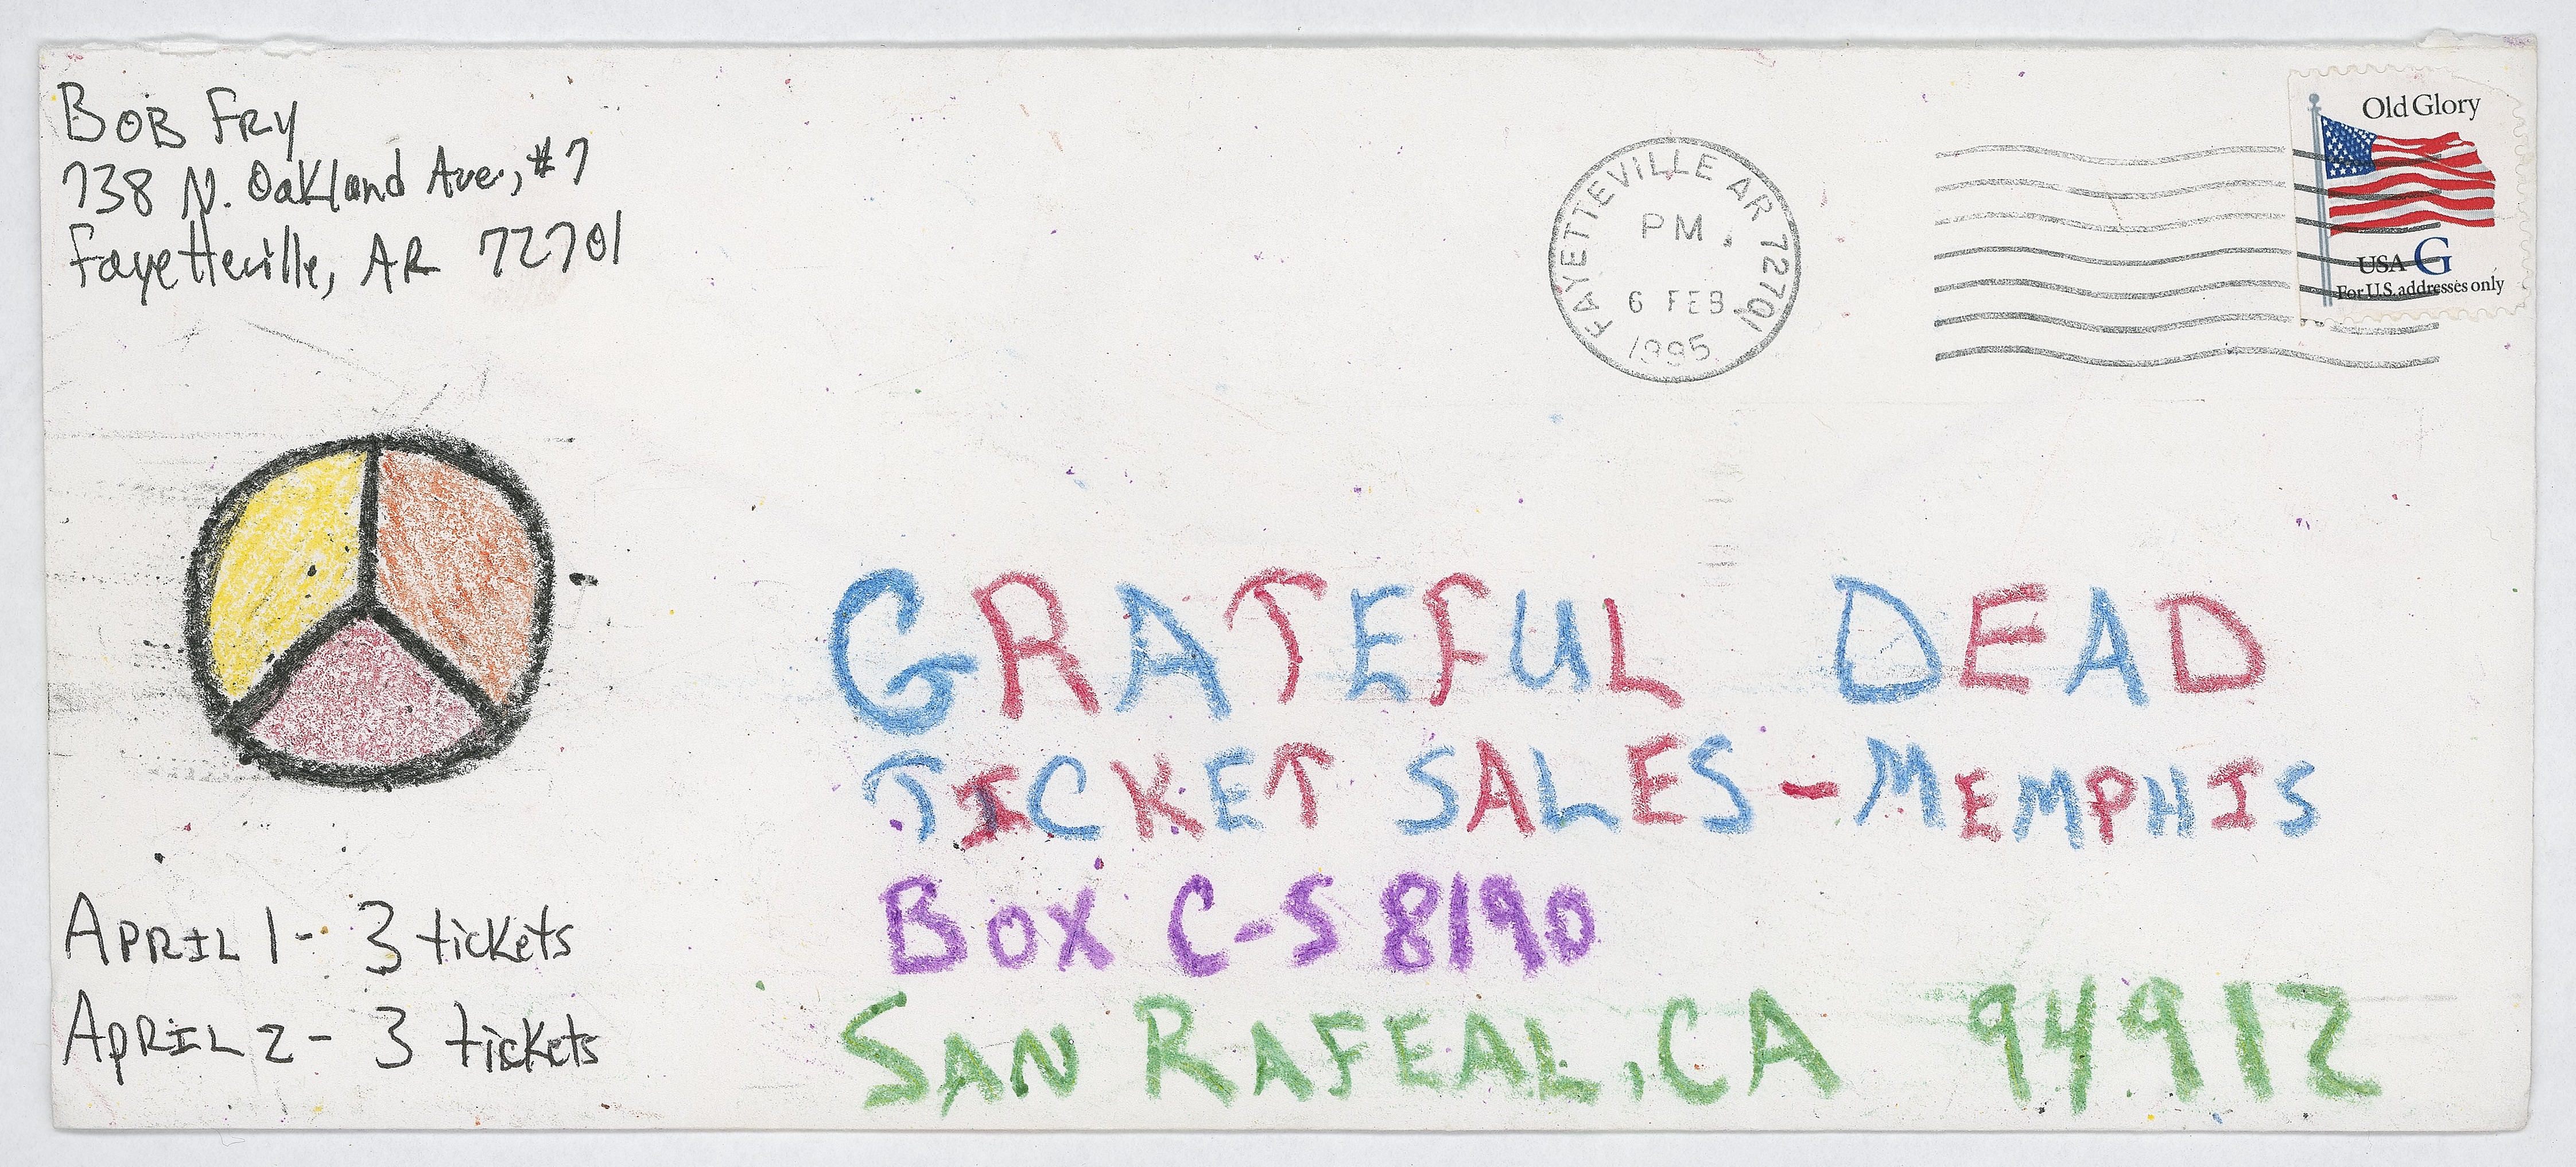 BOB FRY
738 N. Oakland Ave., #7
Fayetteville, AR 72701
FAYETTEVILLE AR 72701
PM
6 FEB
1995
Old Glory
USA G
For U.S. addresses only
GRATEFUL DEAD
TICKET SALES - MEMPHIS
BOX C-S 8190
SAN RAFEAL, CA 94912
APRIL 1 - 3 tickets
APRIL 2 - 3 tickets